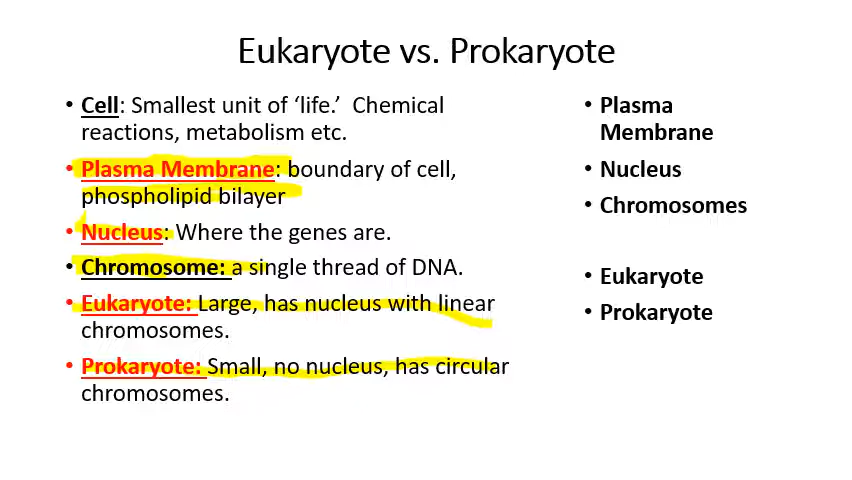 Eukaryote vs. Prokaryote
• Cell: Smallest unit of ‘life.’ Chemical
reactions, metabolism etc.
• Plasma Membrane: boundary of cell,
phospholipid bilayer
• Nucleus: Where the genes are.
• Chromosome: a single thread of DNA.
• Eukaryote: Large, has nucleus with linear
chromosomes.
• Prokaryote: Small, no nucleus, has circular
chromosomes.
• Plasma
Membrane
• Nucleus
• Chromosomes
• Eukaryote
• Prokaryote